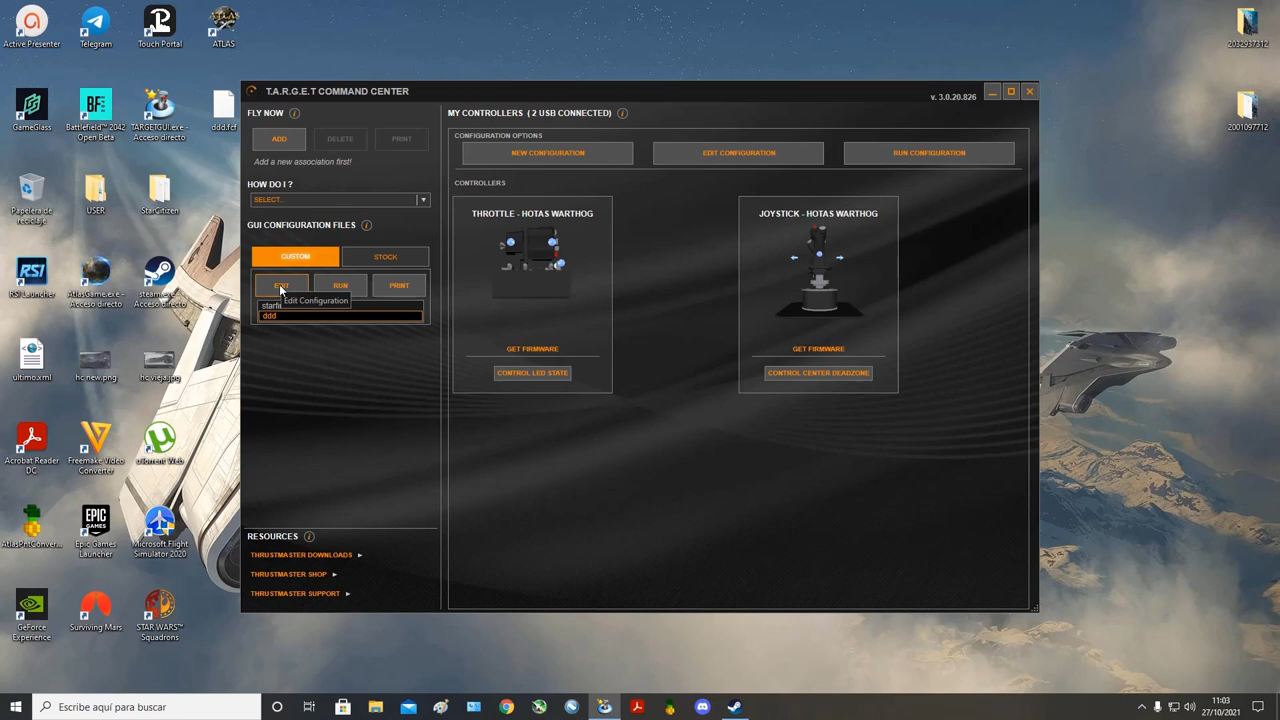 Active Presenter
Telegram
Touch Portal
ATLAS
GameGlass
Battlefield™ 2042
Open Beta
TARGETGUI.exe -
Acceso directo
ddd.fcf
Papelera de
reciclaje
USER
StarCitizen
RSI Launcher
AtlasGame.exe -
Acceso directo
steam.exe -
Acceso directo
ultimo.xml
hc new.png
hc vieja.jpg
Acrobat Reader
DC
Freemake Video
Converter
uTorrent Web
AtlasPntConver...
Epic Games
Launcher
Microsoft Flight
Simulator 2020
GeForce
Experience
Surviving Mars
STAR WARS™
Squadrons
2032937312
2001097712
T.A.R.G.E.T COMMAND CENTER
v. 3.0.20.826
FLY NOW
ADD
DELETE
PRINT
Add a new association first!
HOW DO I ?
SELECT...
GUI CONFIGURATION FILES
CUSTOM
STOCK
EDIT
RUN
PRINT
Edit Configuration
ddd
RESOURCES
THRUSTMASTER DOWNLOADS
THRUSTMASTER SHOP
THRUSTMASTER SUPPORT
MY CONTROLLERS ( 2 USB CONNECTED)
CONFIGURATION OPTIONS
NEW CONFIGURATION
EDIT CONFIGURATION
RUN CONFIGURATION
CONTROLLERS
THROTTLE - HOTAS WARTHOG
GET FIRMWARE
CONTROL LED STATE
JOYSTICK - HOTAS WARTHOG
GET FIRMWARE
CONTROL CENTER DEADZONE
Escribe aquí para buscar
11:03
27/10/2021